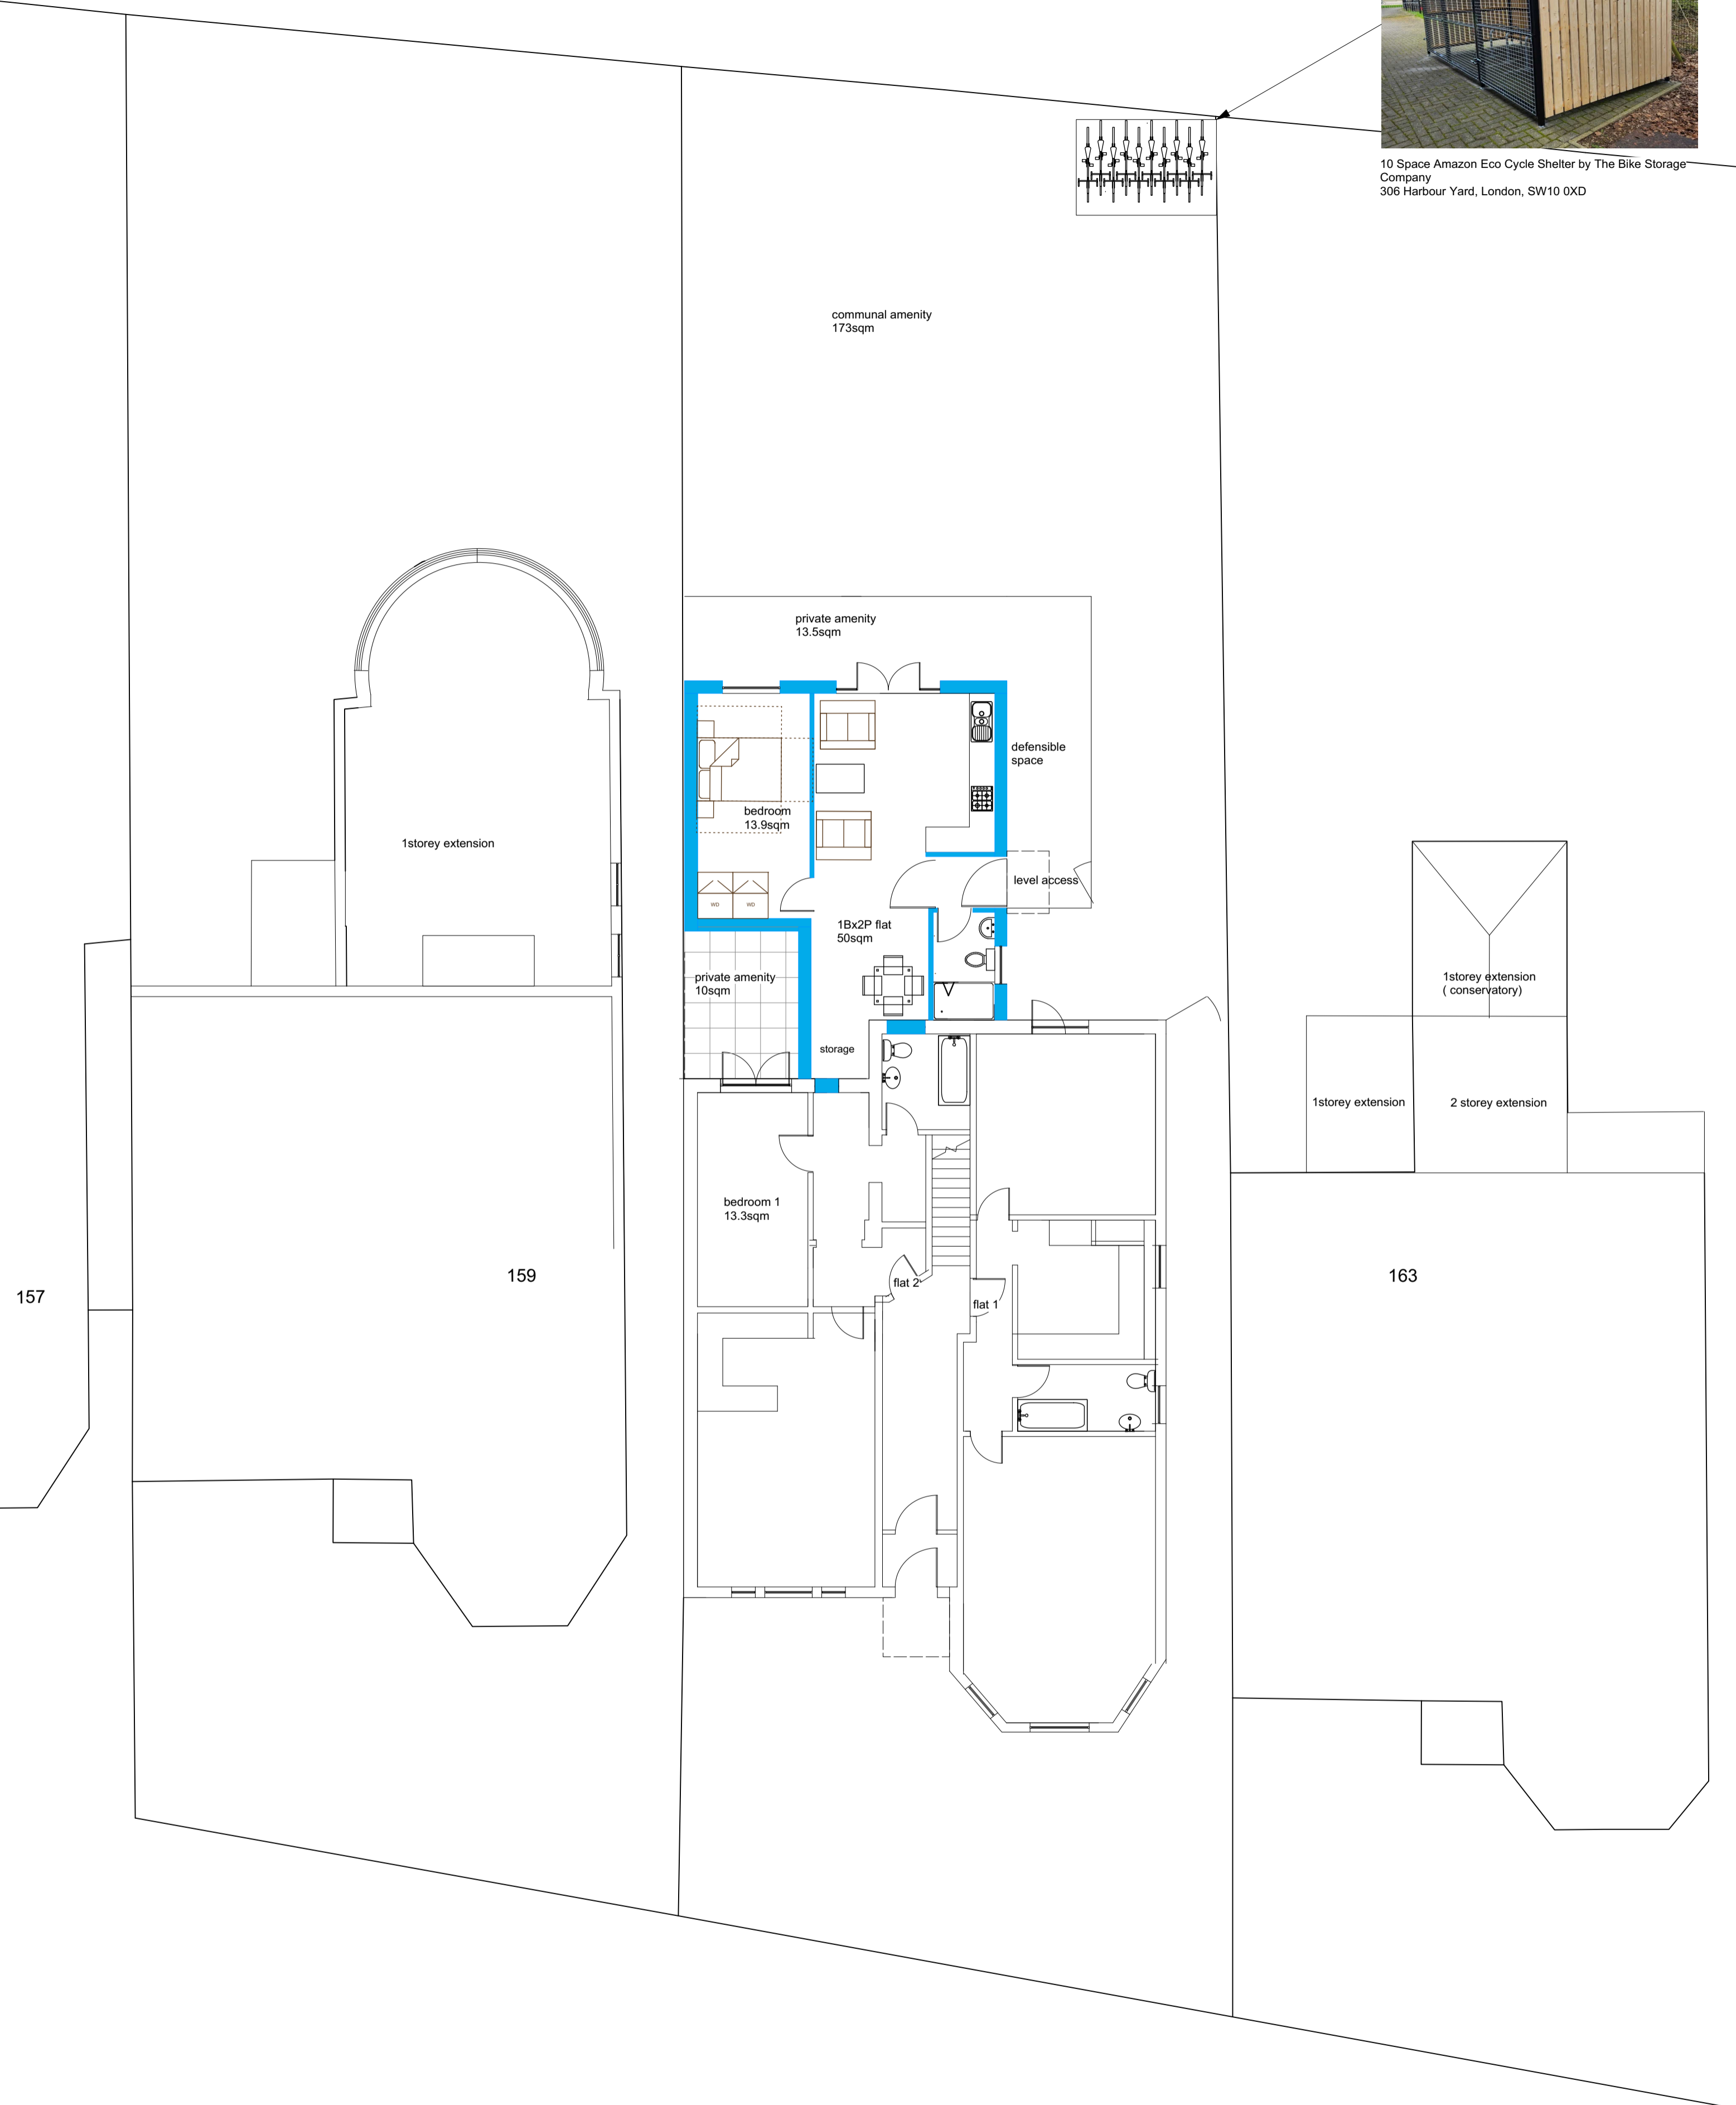 10 Space Amazon Eco Cycle Shelter by The Bike Storage
Company
306 Harbour Yard, London, SW10 0XD
communal amenity
173sqm
private amenity
13.5sqm
defensible
space
bedroom
13.9sqm
1storey extension
level access
WD WD
1Bx2P flat
50sqm
private amenity
10sqm
1storey extension
( conservatory)
storage
1storey extension
2 storey extension
bedroom 1
13.3sqm
159
163
flat 2
157
flat 1